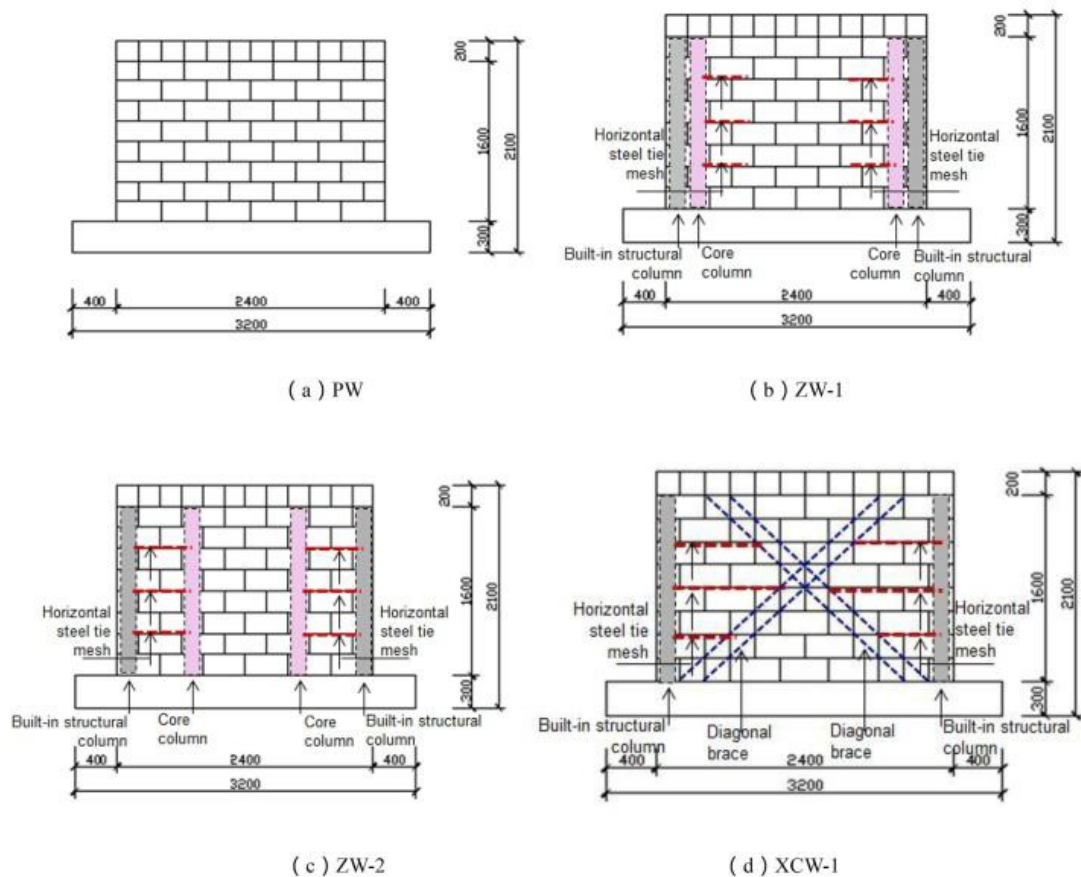 200
1600
2100
300
400
2400
400
3200
( a ) PW
Horizontal
steel tie
mesh
Horizontal
steel tie
mesh
200
1600
2100
300
Built-in structural
column
Core
column
Core
column
Built-in structural
column
400
2400
400
3200
( b ) ZW-1
Horizontal
steel tie
mesh
Horizontal
steel tie
mesh
200
1600
2100
300
Built-in structural
column
Core
column
Core
column
Built-in structural
column
400
2400
400
3200
( c ) ZW-2
Horizontal
steel tie
mesh
Horizontal
steel tie
mesh
200
1600
2100
300
Built-in structural
column
Diagonal
brace
Diagonal
brace
Built-in structural
column
400
2400
400
3200
( d ) XCW-1